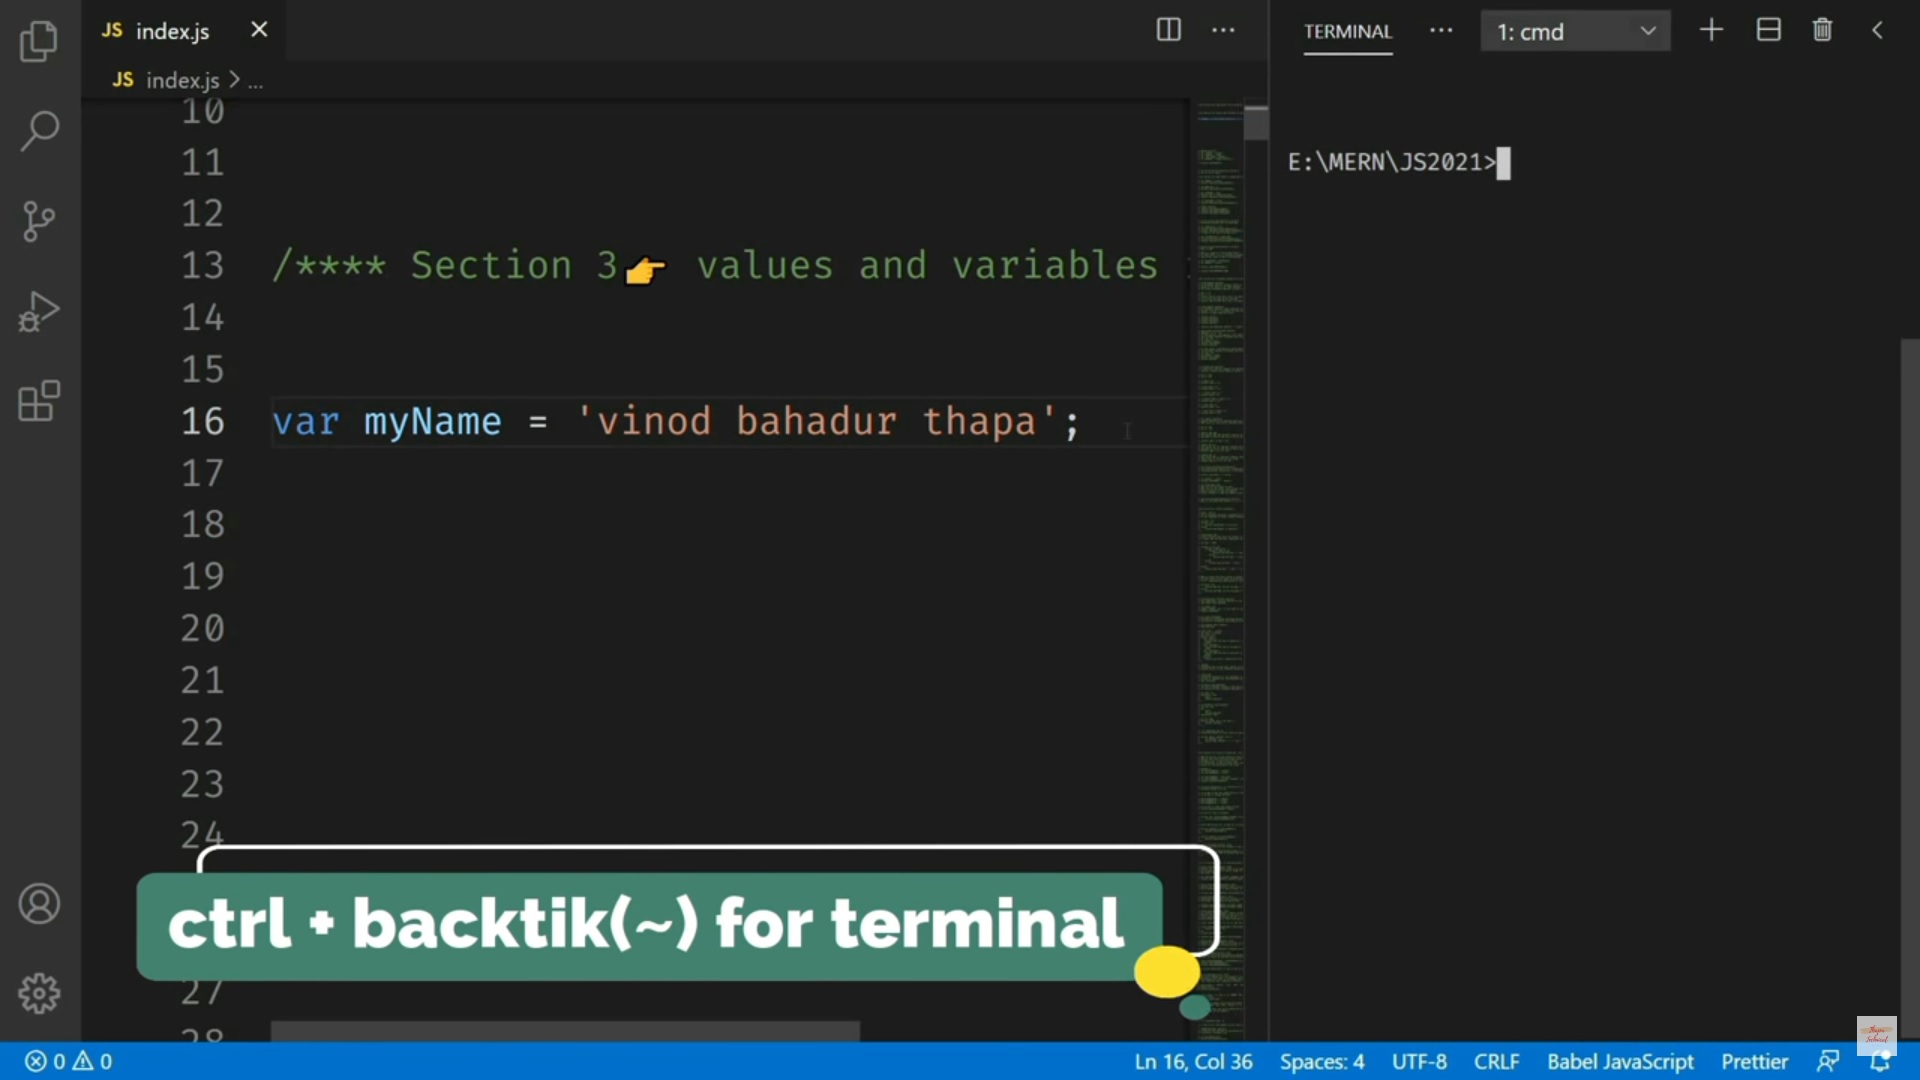 JS index.js
TERMINAL
1: cmd
JS index.js > ...
10
11
12
13 /**** Section 3👉 values and variables
14
15
16 var myName = 'vinod bahadur thapa';
17
18
19
20
21
22
23
24
27
28
E:\MERN\JS2021>
ctrl + backtik(~) for terminal
0 0
Ln 16, Col 36
Spaces: 4
UTF-8
CRLF
Babel JavaScript
Prettier